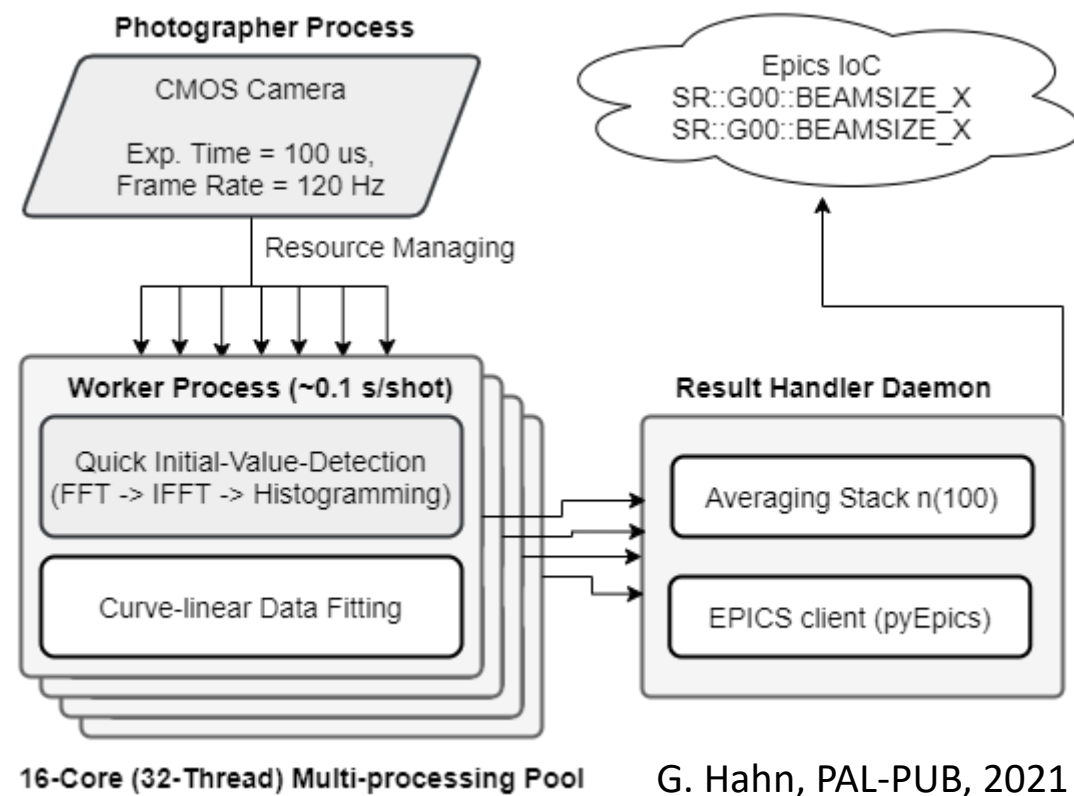 Photographer Process
CMOS Camera
Exp. Time = 100 us,
Frame Rate = 120 Hz
Resource Managing
Epics IoC
SR::G00::BEAMSIZE_X
SR::G00::BEAMSIZE_X
Worker Process (~0.1 s/shot)
Quick Initial-Value-Detection
(FFT -> IFFT -> Histogramming)
Curve-linear Data Fitting
Result Handler Daemon
Averaging Stack n(100)
EPICS client (pyEpics)
16-Core (32-Thread) Multi-processing Pool
G. Hahn, PAL-PUB, 2021